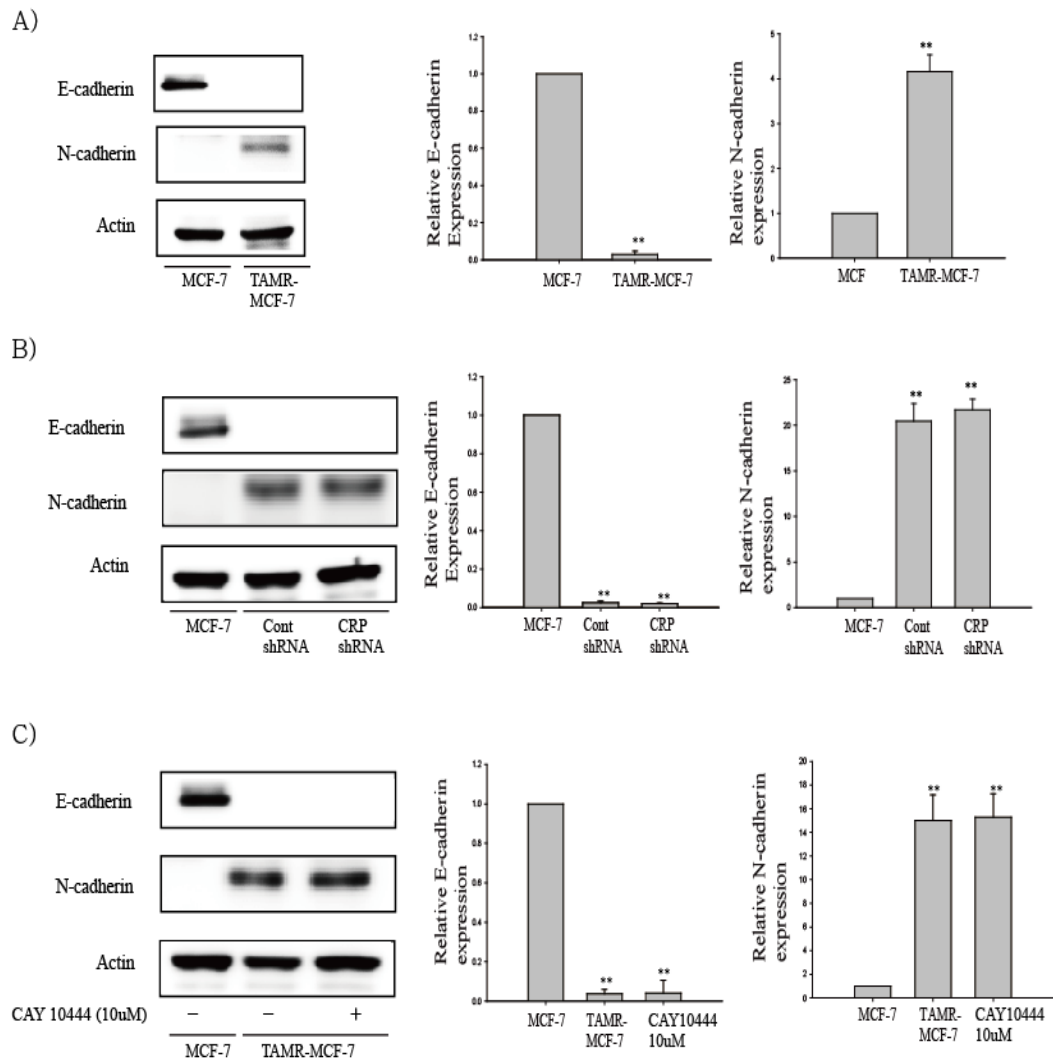 A)
E-cadherin
N-cadherin
Actin
MCF-7
TAMR-
MCF-7
Relative E-cadherin
Expression
1.2
1.0
0.8
0.6
0.4
0.2
0.0
**
MCF-7
TAMR-MCF-7
Relative N-cadherin
expression
5
4
3
2
1
0
**
MCF
TAMR-MCF-7
B)
E-cadherin
N-cadherin
Actin
MCF-7
Cont
shRNA
CRP
shRNA
Relative E-cadherin
Expression
1.2
1.0
0.8
0.6
0.4
0.2
0.0
**
**
MCF-7
Cont
shRNA
CRP
shRNA
Releative N-cadherin
expression
25
20
15
10
5
0
**
**
MCF-7
Cont
shRNA
CRP
shRNA
C)
E-cadherin
N-cadherin
Actin
CAY 10444 (10uM)
− − +
MCF-7
TAMR-MCF-7
Relative E-cadherin
expression
1.2
1.0
0.8
0.6
0.4
0.2
0.0
**
**
MCF-7
TAMR-
MCF-7
CAY10444
10uM
Relative N-cadherin
expression
20
18
16
14
12
10
8
6
4
2
0
**
**
MCF-7
TAMR-
MCF-7
CAY10444
10uM